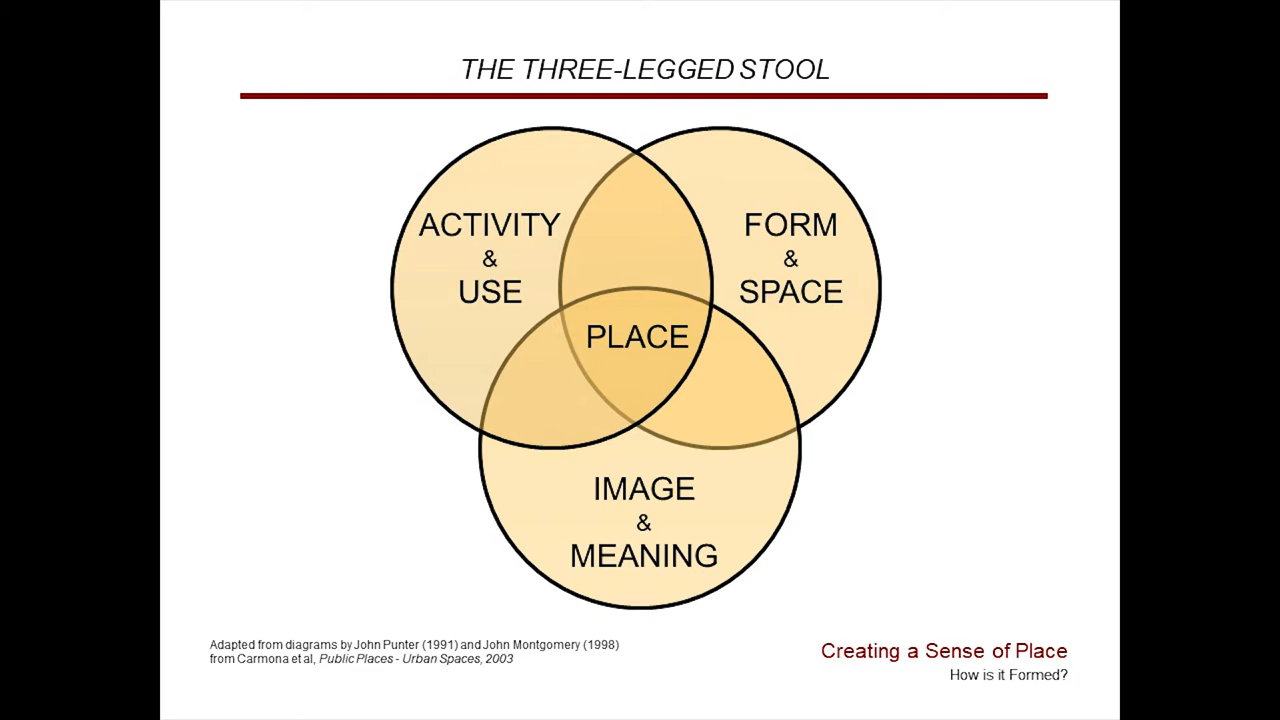 THE THREE-LEGGED STOOL
ACTIVITY
&
USE
FORM
&
SPACE
PLACE
IMAGE
&
MEANING
Adapted from diagrams by John Punter (1991) and John Montgomery (1998)
from Carmona et al, Public Places - Urban Spaces, 2003
Creating a Sense of Place
How is it Formed?